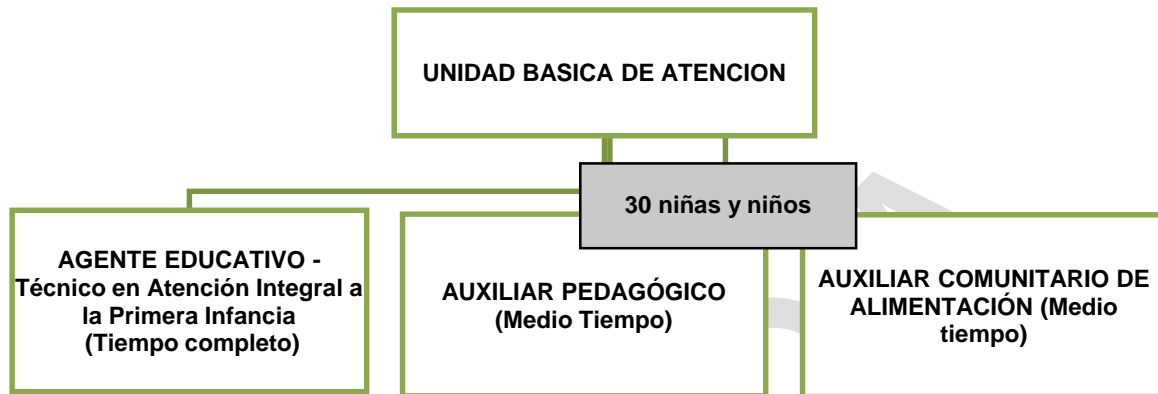 UNIDAD BASICA DE ATENCION
30 niñas y niños
AGENTE EDUCATIVO -
Técnico en Atención Integral a
la Primera Infancia
(Tiempo completo)
AUXILIAR PEDAGÓGICO
(Medio Tiempo)
AUXILIAR COMUNITARIO DE
ALIMENTACIÓN (Medio
tiempo)